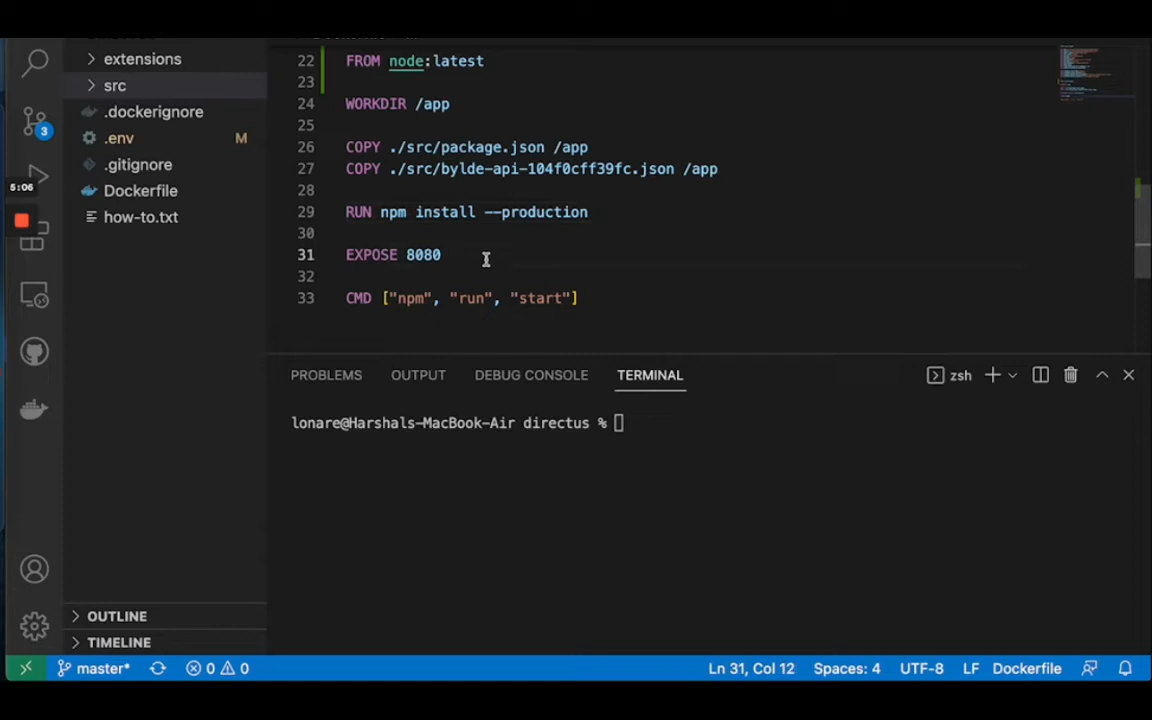 extensions
src
.dockerignore
.env M
.gitignore
Dockerfile
how-to.txt
3
5:06
22 FROM node:latest
23
24 WORKDIR /app
25
26 COPY ./src/package.json /app
27 COPY ./src/bylde-api-104f0cff39fc.json /app
28
29 RUN npm install --production
30
31 EXPOSE 8080
32
33 CMD ["npm", "run", "start"]
PROBLEMS OUTPUT DEBUG CONSOLE TERMINAL zsh
lonare@Harshals-MacBook-Air directus %
OUTLINE
TIMELINE
master* 0 0 Ln 31, Col 12 Spaces: 4 UTF-8 LF Dockerfile